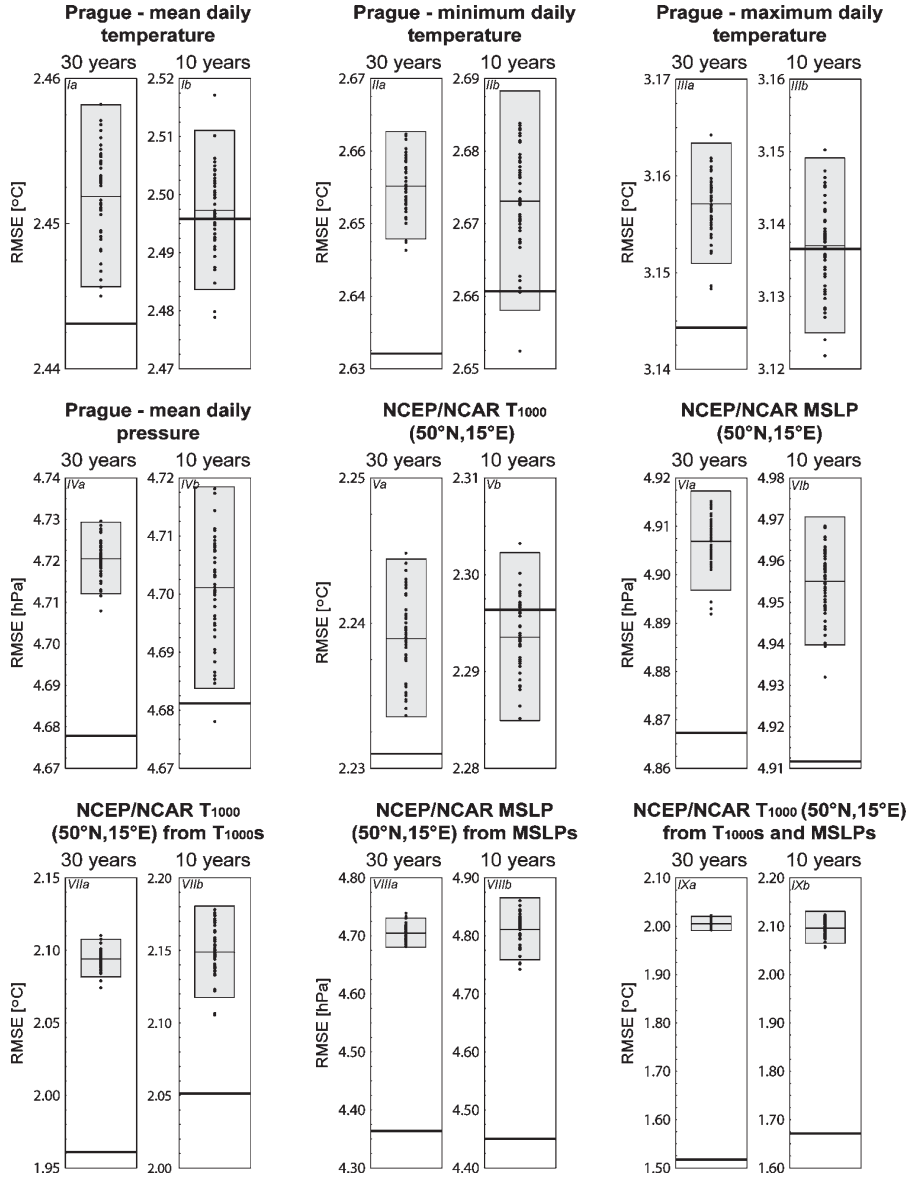 Prague - mean daily temperature
30 years 10 years
Ia Ib
RMSE [°C]
2.46
2.45
2.44
2.52
2.51
2.50
2.49
2.48
2.47
Prague - minimum daily temperature
30 years 10 years
IIa IIb
2.67
2.66
2.65
2.64
2.63
2.69
2.68
2.67
2.66
2.65
Prague - maximum daily temperature
30 years 10 years
IIIa IIIb
3.17
3.16
3.15
3.14
3.16
3.15
3.14
3.13
3.12
Prague - mean daily pressure
30 years 10 years
IVa IVb
RMSE [hPa]
4.74
4.73
4.72
4.71
4.70
4.69
4.68
4.67
4.72
4.71
4.70
4.69
4.68
4.67
NCEP/NCAR T1000 (50°N,15°E)
30 years 10 years
Va Vb
RMSE [°C]
2.25
2.24
2.23
2.31
2.30
2.29
2.28
NCEP/NCAR MSLP (50°N,15°E)
30 years 10 years
VIa VIb
RMSE [hPa]
4.92
4.91
4.90
4.89
4.88
4.87
4.86
4.98
4.97
4.96
4.95
4.94
4.93
4.92
4.91
NCEP/NCAR T1000 (50°N,15°E) from T1000s
30 years 10 years
VIIa VIIb
RMSE [°C]
2.15
2.10
2.05
2.00
1.95
2.20
2.15
2.10
2.05
2.00
NCEP/NCAR MSLP (50°N,15°E) from MSLPs
30 years 10 years
VIIIa VIIIb
RMSE [hPa]
4.80
4.70
4.60
4.50
4.40
4.30
4.90
4.80
4.70
4.60
4.50
4.40
NCEP/NCAR T1000 (50°N,15°E) from T1000s and MSLPs
30 years 10 years
IXa IXb
RMSE [°C]
2.10
2.00
1.90
1.80
1.70
1.60
1.50
2.20
2.10
2.00
1.90
1.80
1.70
1.60